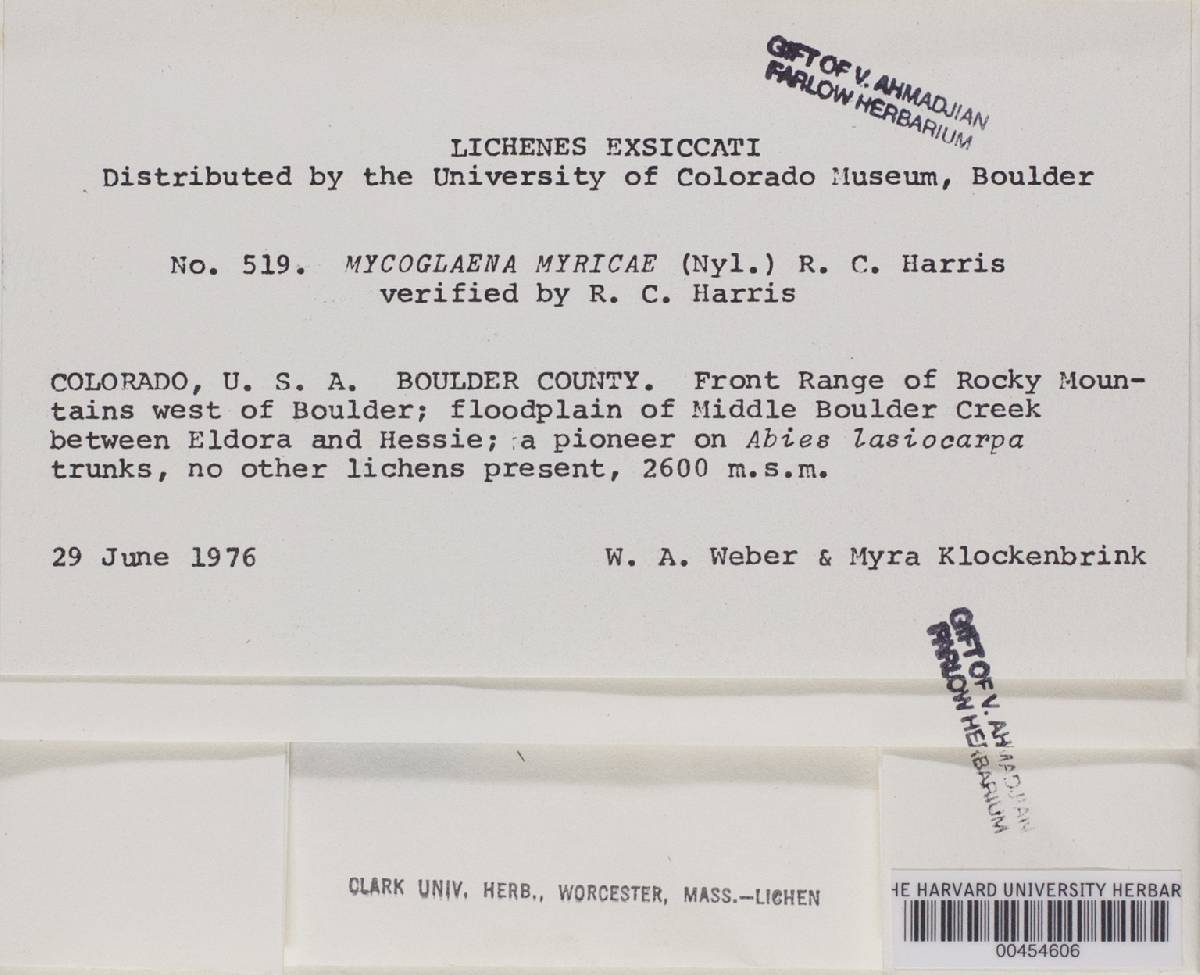 GIFT OF V. AHMADJIAN
FARLOW HERBARIUM
LICHENES EXSICCATI
Distributed by the University of Colorado Museum, Boulder
No. 519. MYCOGLAENA MYRICAE (Nyl.) R. C. Harris
verified by R. C. Harris
COLORADO, U. S. A. BOULDER COUNTY. Front Range of Rocky Moun-
tains west of Boulder; floodplain of Middle Boulder Creek
between Eldora and Hessie; a pioneer on Abies lasiocarpa
trunks, no other lichens present, 2600 m.s.m.
29 June 1976 W. A. Weber & Myra Klockenbrink
GIFT OF V. AHMADJIAN
FARLOW HERBARIUM
CLARK UNIV. HERB., WORCESTER, MASS.—LICHEN
HE HARVARD UNIVERSITY HERBAR
00454606